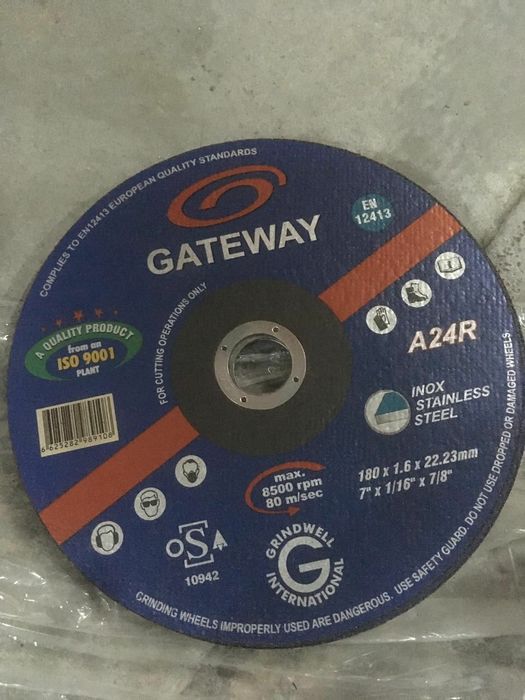 COMPLIES TO EN12413 EUROPEAN QUALITY STANDARDS
GATEWAY
EN
12413
FOR CUTTING OPERATIONS ONLY
A QUALITY PRODUCT
from an
ISO 9001
PLANT
A24R
INOX
STAINLESS
STEEL
6625282989108
max.
8500 rpm
80 m/sec
180 x 1.6 x 22.23mm
7" x 1/16" x 7/8"
oS
10942
GRINDWELL
G
INTERNATIONAL
GRINDING WHEELS IMPROPERLY USED ARE DANGEROUS. USE SAFETY GUARD. DO NOT USE DROPPED OR DAMAGED WHEELS.